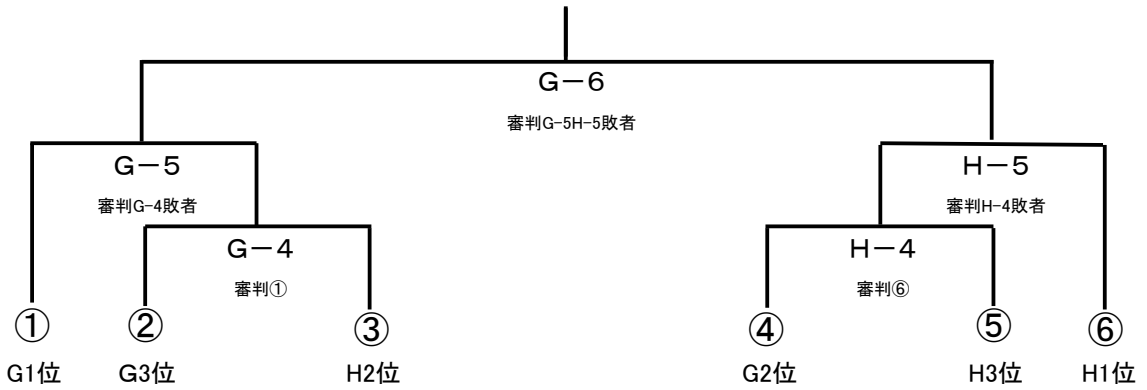 G－6
審判G-5H-5敗者
G－5
H－5
審判G-4敗者
審判H-4敗者
G－4
H－4
審判①
審判⑥
① ② ③ ④ ⑤ ⑥
G1位 G3位 H2位 G2位 H3位 H1位